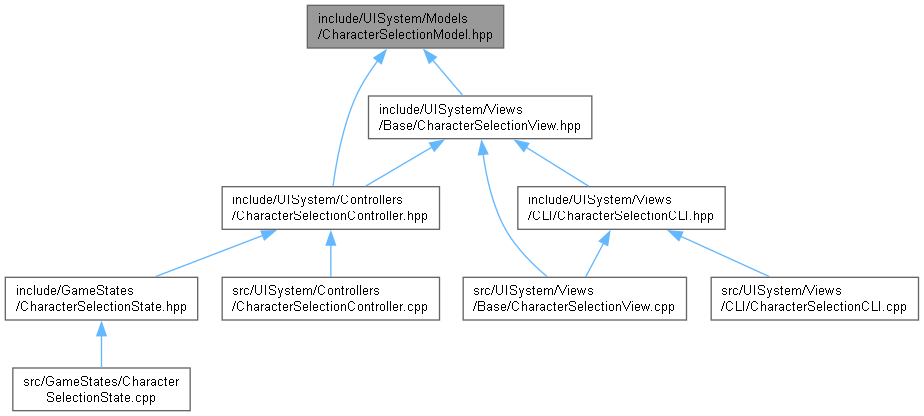 include/UISystem/Models
/CharacterSelectionModel.hpp
include/UISystem/Views
/Base/CharacterSelectionView.hpp
include/UISystem/Controllers
/CharacterSelectionController.hpp
include/UISystem/Views
/CLI/CharacterSelectionCLI.hpp
include/GameStates
/CharacterSelectionState.hpp
src/UISystem/Controllers
/CharacterSelectionController.cpp
src/UISystem/Views
/Base/CharacterSelectionView.cpp
src/UISystem/Views
/CLI/CharacterSelectionCLI.cpp
src/GameStates/Character
SelectionState.cpp